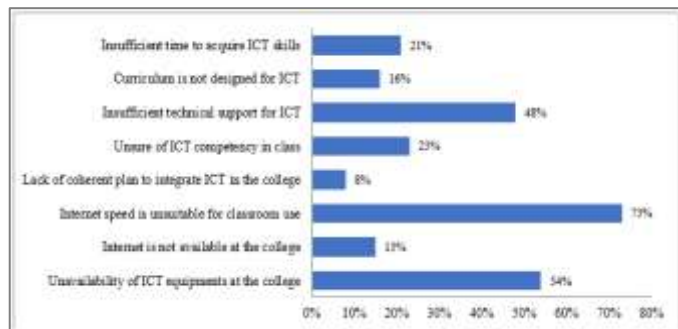 Insufficient time to acquire ICT skills 21%
Curriculum is not designed for ICT 16%
Insufficient technical support for ICT 48%
Unsure of ICT competency in class 23%
Lack of coherent plan to integrate ICT in the college 8%
Internet speed is unsuitable for classroom use 73%
Internet is not available at the college 15%
Unavailability of ICT equipments at the college 54%
0% 10% 20% 30% 40% 50% 60% 70% 80%